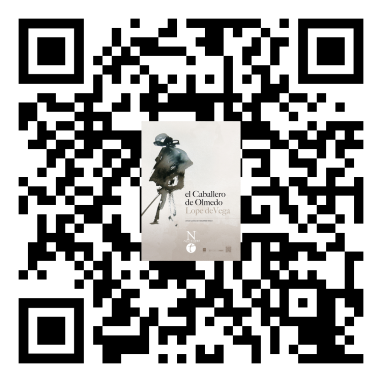 el Caballero
de Olmedo
Lope de Vega
N
f